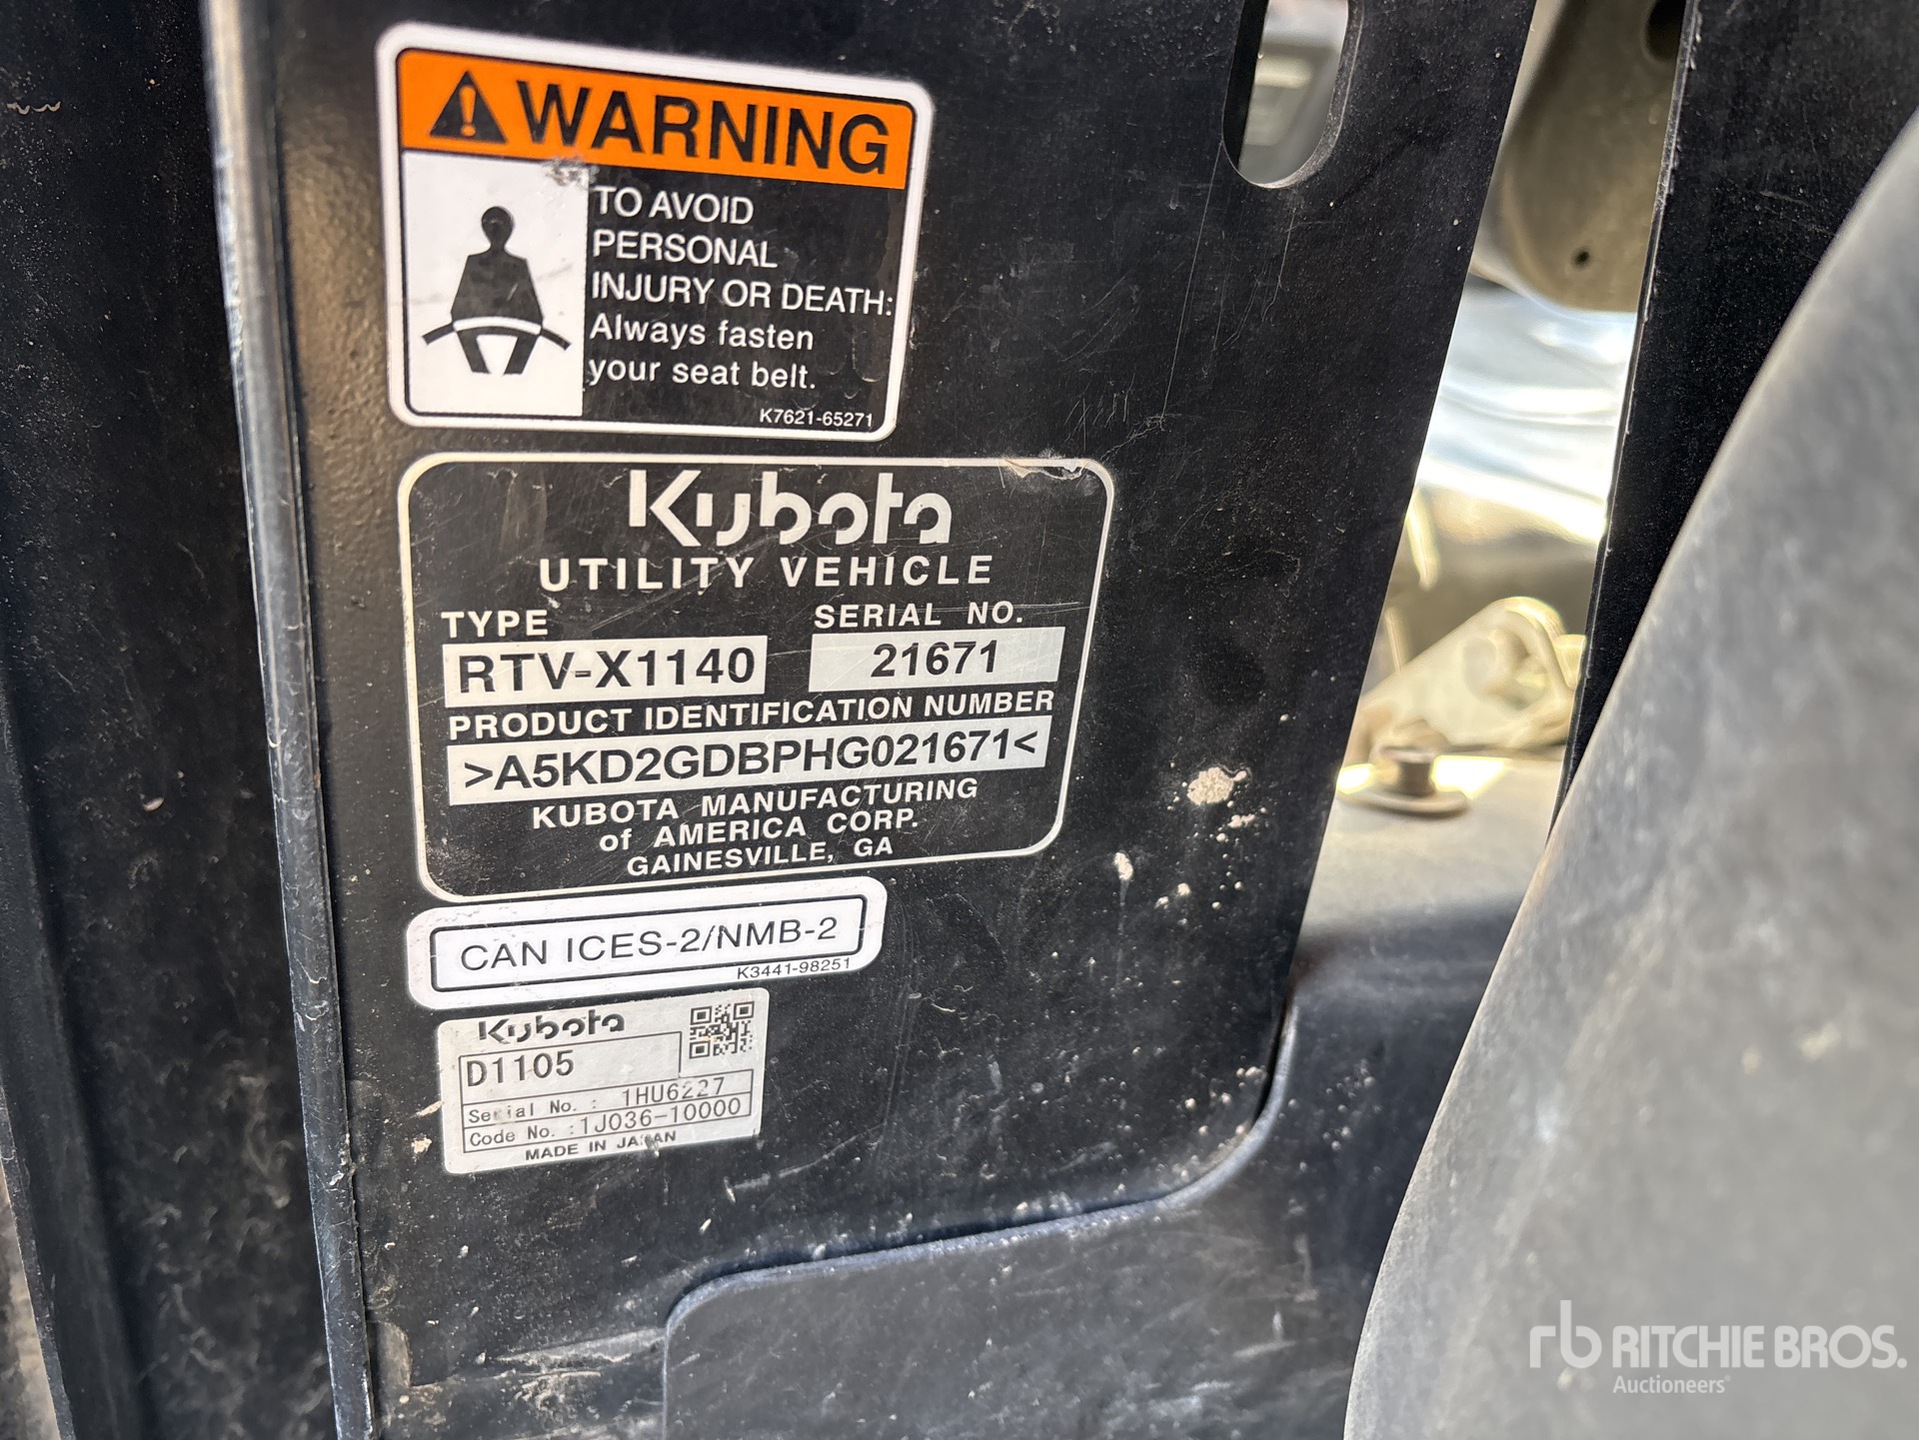 WARNING
TO AVOID
PERSONAL
INJURY OR DEATH:
Always fasten
your seat belt.
K7621-65271
Kubota
UTILITY VEHICLE
TYPE SERIAL NO.
RTV-X1140 21671
PRODUCT IDENTIFICATION NUMBER
>A5KD2GDBPHG021671<
KUBOTA MANUFACTURING
of AMERICA CORP.
GAINESVILLE, GA
CAN ICES-2/NMB-2
K3441-98251
Kubota
D1105
Serial No. : 1HU6227
Code No. :1J036-10000
MADE IN JAPAN
rb RITCHIE BROS.
Auctioneers